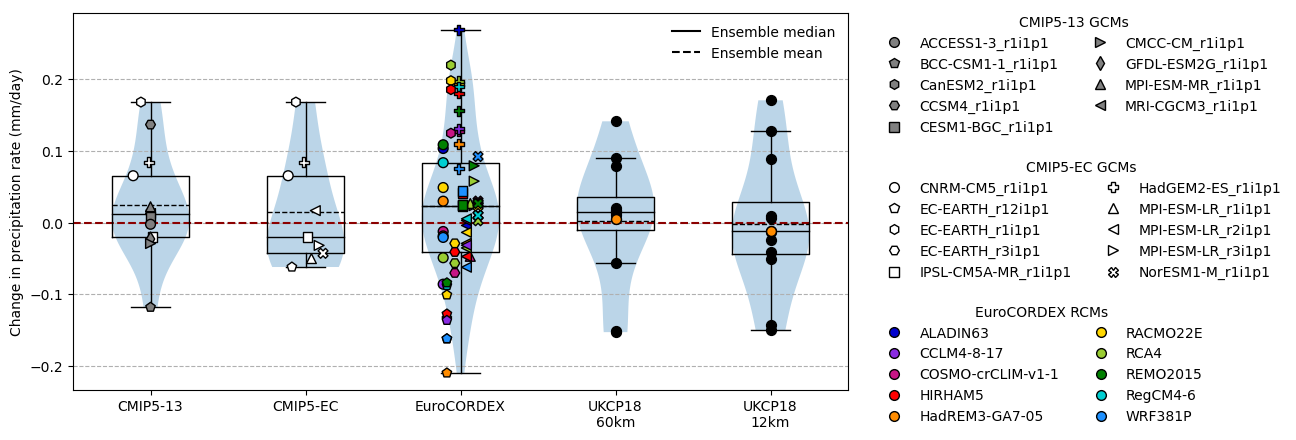 Change in precipitation rate (mm/day)
0.2
0.1
0.0
−0.1
−0.2
Ensemble median
Ensemble mean
CMIP5-13
CMIP5-EC
EuroCORDEX
UKCP18
60km
UKCP18
12km
CMIP5-13 GCMs
ACCESS1-3_r1i1p1
BCC-CSM1-1_r1i1p1
CanESM2_r1i1p1
CCSM4_r1i1p1
CESM1-BGC_r1i1p1
CMCC-CM_r1i1p1
GFDL-ESM2G_r1i1p1
MPI-ESM-MR_r1i1p1
MRI-CGCM3_r1i1p1
CMIP5-EC GCMs
CNRM-CM5_r1i1p1
EC-EARTH_r12i1p1
EC-EARTH_r1i1p1
EC-EARTH_r3i1p1
IPSL-CM5A-MR_r1i1p1
HadGEM2-ES_r1i1p1
MPI-ESM-LR_r1i1p1
MPI-ESM-LR_r2i1p1
MPI-ESM-LR_r3i1p1
NorESM1-M_r1i1p1
EuroCORDEX RCMs
ALADIN63
CCLM4-8-17
COSMO-crCLIM-v1-1
HIRHAM5
HadREM3-GA7-05
RACMO22E
RCA4
REMO2015
RegCM4-6
WRF381P